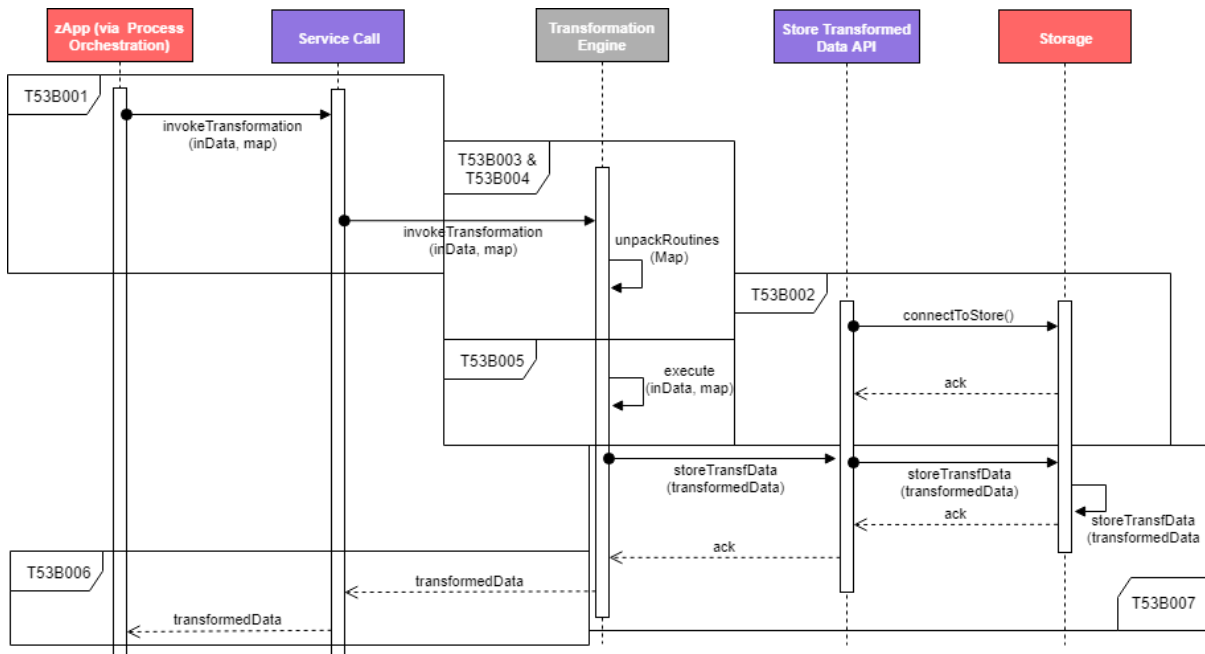 zApp (via Process
Orchestration)
Service Call
Transformation
Engine
Store Transformed
Data API
Storage
T53B001
invokeTransformation
(inData, map)
T53B003 &
T53B004
invokeTransformation
(inData, map)
unpackRoutines
(Map)
T53B002
connectToStore()
T53B005
execute
(inData, map)
ack
storeTransfData
(transformedData)
storeTransfData
(transformedData)
ack
storeTransfData
(transformedData
ack
T53B006
transformedData
T53B007
transformedData